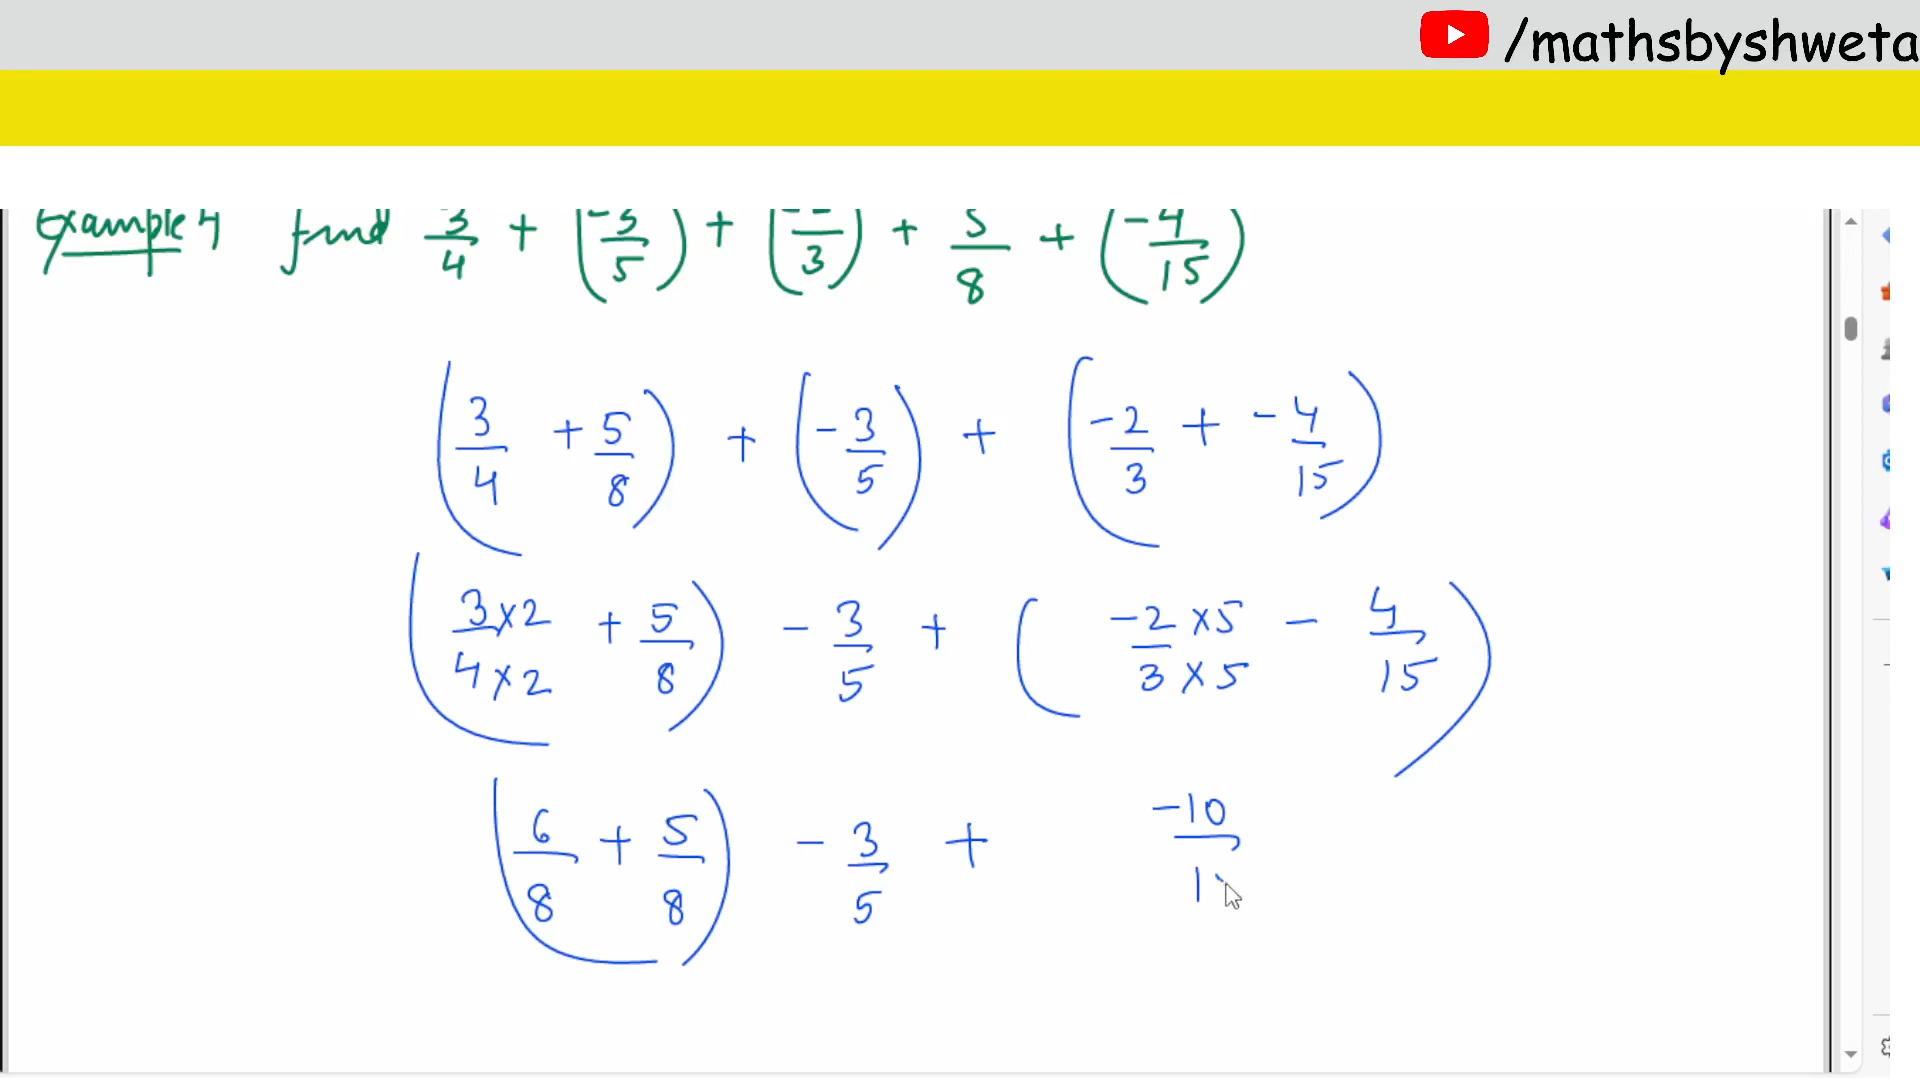 /mathsbyshweta
Example 4 find 3/4 + (-3/5) + (-2/3) + 5/8 + (-4/15)
(3/4 + 5/8) + (-3/5) + (-2/3 + -4/15)
(3×2/4×2 + 5/8) - 3/5 + (-2×5/3×5 - 4/15)
(6/8 + 5/8) - 3/5 + -10/1